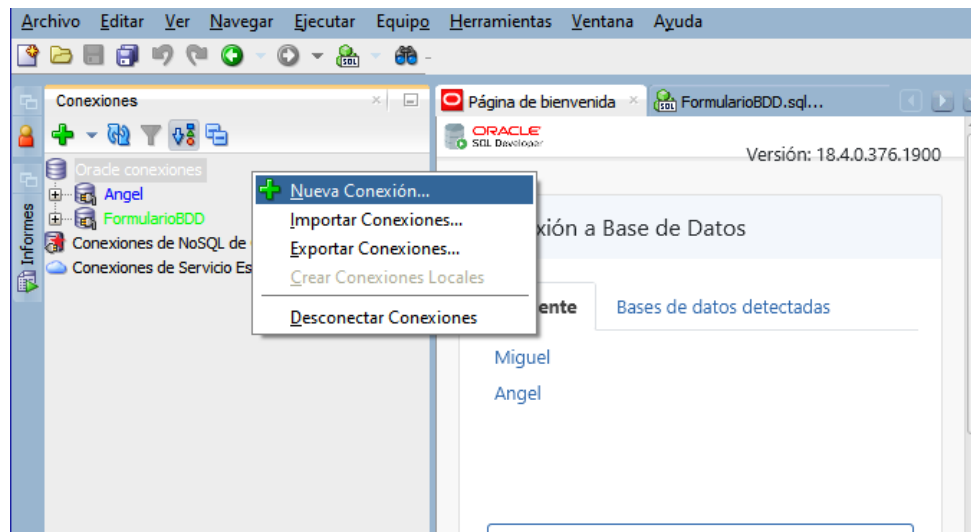 Archivo Editar Ver Navegar Ejecutar Equipo Herramientas Ventana Ayuda
Conexiones
Página de bienvenida
FormularioBDD.sql...
ORACLE
SQL Developer
Versión: 18.4.0.376.1900
Oracle conexiones
Angel
FormularioBDD
Conexiones de NoSQL de
Conexiones de Servicio Es
Informes
Nueva Conexión...
Importar Conexiones...
Exportar Conexiones...
Crear Conexiones Locales
Desconectar Conexiones
xión a Base de Datos
ente
Bases de datos detectadas
Miguel
Angel